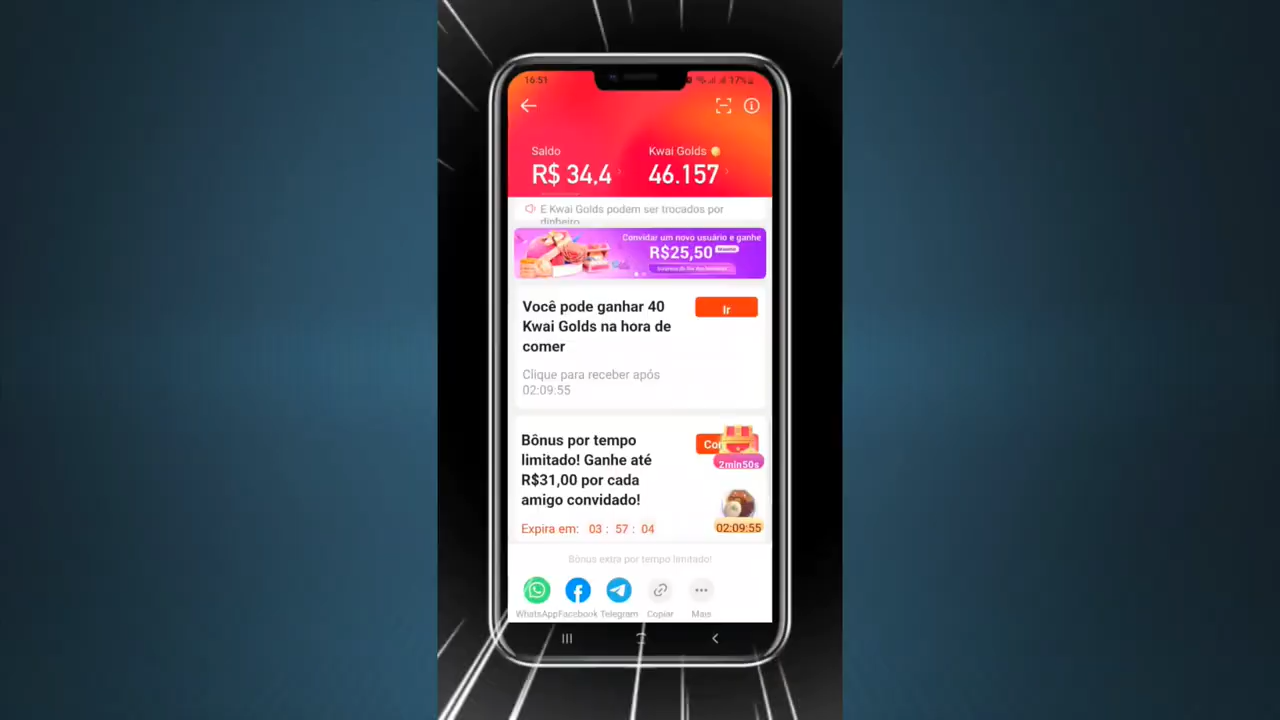 16:51
17%
Saldo
Kwai Golds
R$ 34,4
46.157
E Kwai Golds podem ser trocados por
dinheiro
Convidar um novo usuário e ganhe
R$25,50
Você pode ganhar 40
Kwai Golds na hora de
comer
Ir
Clique para receber após
02:09:55
Bônus por tempo
limitado! Ganhe até
R$31,00 por cada
amigo convidado!
Co
2min50s
Expira em: 03 : 57 : 04
02:09:55
Bônus extra por tempo limitado!
WhatsApp Facebook Telegram Copiar Mais